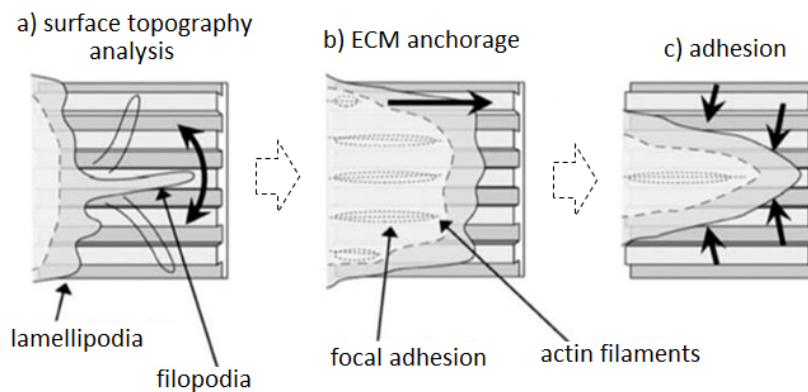 a) surface topography
analysis
b) ECM anchorage
c) adhesion
lamellipodia
filopodia
focal adhesion
actin filaments